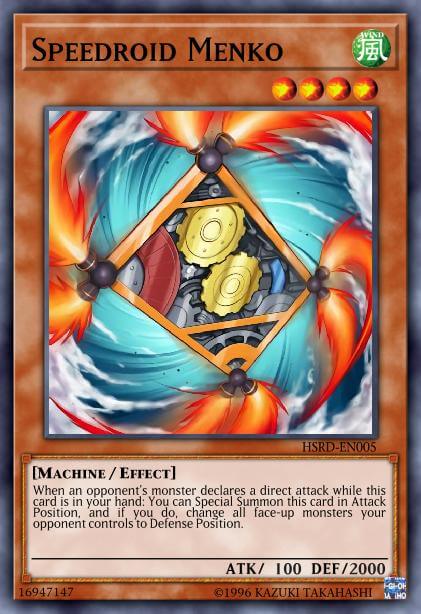 SPEEDROID MENKO
WIND
風
HSRD-EN005
[MACHINE / EFFECT]
When an opponent's monster declares a direct attack while this
card is in your hand: You can Special Summon this card in Attack
Position, and if you do, change all face-up monsters your
opponent controls to Defense Position.
ATK/ 100 DEF/2000
16947147
©1996 KAZUKI TAKAHASHI